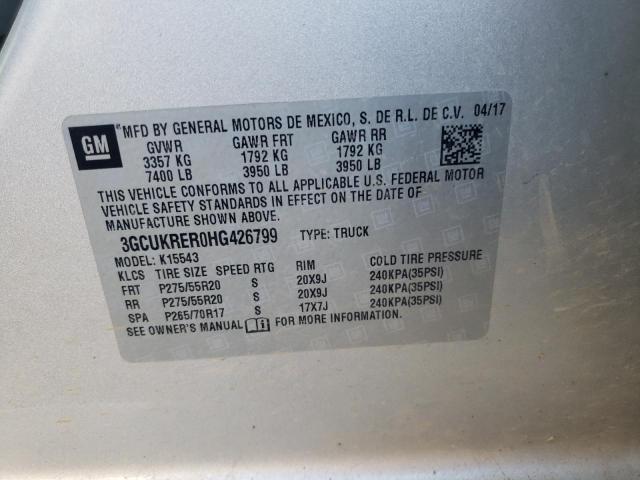 GM
MFD BY GENERAL MOTORS DE MEXICO, S. DE R.L. DE C.V. 04/17
GVWR GAWR FRT GAWR RR
3357 KG 1792 KG 1792 KG
7400 LB 3950 LB 3950 LB
THIS VEHICLE CONFORMS TO ALL APPLICABLE U.S. FEDERAL MOTOR
VEHICLE SAFETY STANDARDS IN EFFECT ON THE DATE OF
MANUFACTURE SHOWN ABOVE.
3GCUKRER0HG426799 TYPE: TRUCK
MODEL: K15543
KLCS TIRE SIZE SPEED RTG RIM COLD TIRE PRESSURE
FRT P275/55R20 S 20X9J 240KPA(35PSI)
RR P275/55R20 S 20X9J 240KPA(35PSI)
SPA P265/70R17 S 17X7J 240KPA(35PSI)
SEE OWNER'S MANUAL FOR MORE INFORMATION.